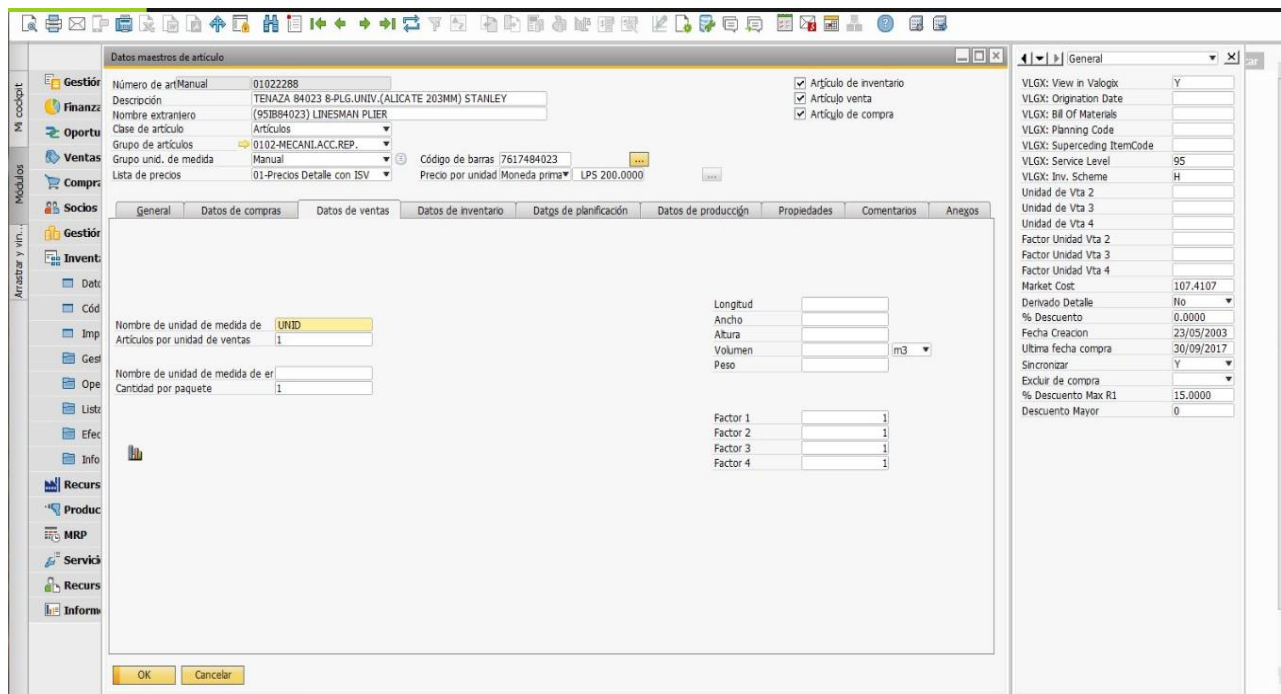 Datos maestros de artículo
Mi cockpit
Módulos
Arrastrar y vin...
Gestiór
Finanza
Oportu
Ventas
Compra
Socios
Gestiór
Inventa
Dato
Cód
Imp
Gest
Ope
Lista
Efec
Info
Recurs
Produc
MRP
Servici
Recurs
Inform
Número de art Manual 01022288
Descripción TENAZA 84023 8-PLG.UNIV.(ALICATE 203MM) STANLEY
Nombre extranjero (95IB84023) LINESMAN PLIER
Clase de artículo Artículos
Grupo de artículos 0102-MECANI.ACC.REP.
Grupo unid. de medida Manual Código de barras 7617484023 ...
Lista de precios 01-Precios Detalle con ISV Precio por unidad Moneda prima LPS 200.0000 ...
Artículo de inventario
Artículo venta
Artículo de compra
General Datos de compras Datos de ventas Datos de inventario Datos de planificación Datos de producción Propiedades Comentarios Anexos
Nombre de unidad de medida de UNID
Artículos por unidad de ventas 1
Nombre de unidad de medida de er
Cantidad por paquete 1
Longitud
Ancho
Altura
Volumen m3
Peso
Factor 1 1
Factor 2 1
Factor 3 1
Factor 4 1
OK Cancelar
General
VLGX: View in Valogix Y
VLGX: Origination Date
VLGX: Bill Of Materials
VLGX: Planning Code
VLGX: Superceding ItemCode
VLGX: Service Level 95
VLGX: Inv. Scheme H
Unidad de Vta 2
Unidad de Vta 3
Unidad de Vta 4
Factor Unidad Vta 2
Factor Unidad Vta 3
Factor Unidad Vta 4
Market Cost 107.4107
Derivado Detalle No
% Descuento 0.0000
Fecha Creacion 23/05/2003
Ultima fecha compra 30/09/2017
Sincronizar Y
Excluir de compra
% Descuento Max R1 15.0000
Descuento Mayor 0
car